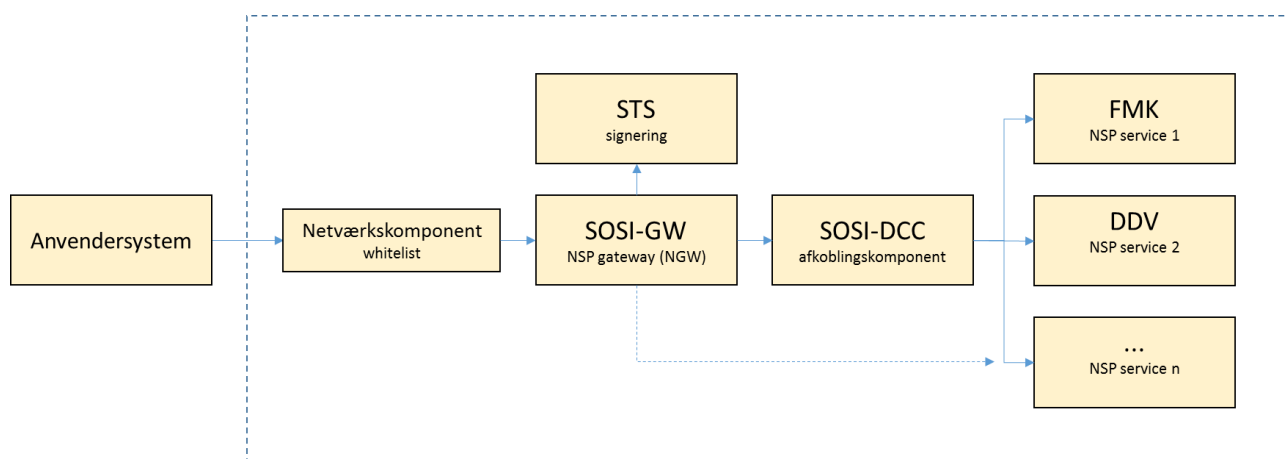 Anvendersystem
Netværkskomponent
whitelist
STS
signering
SOSI-GW
NSP gateway (NGW)
SOSI-DCC
afkoblingskomponent
FMK
NSP service 1
DDV
NSP service 2
...
NSP service n